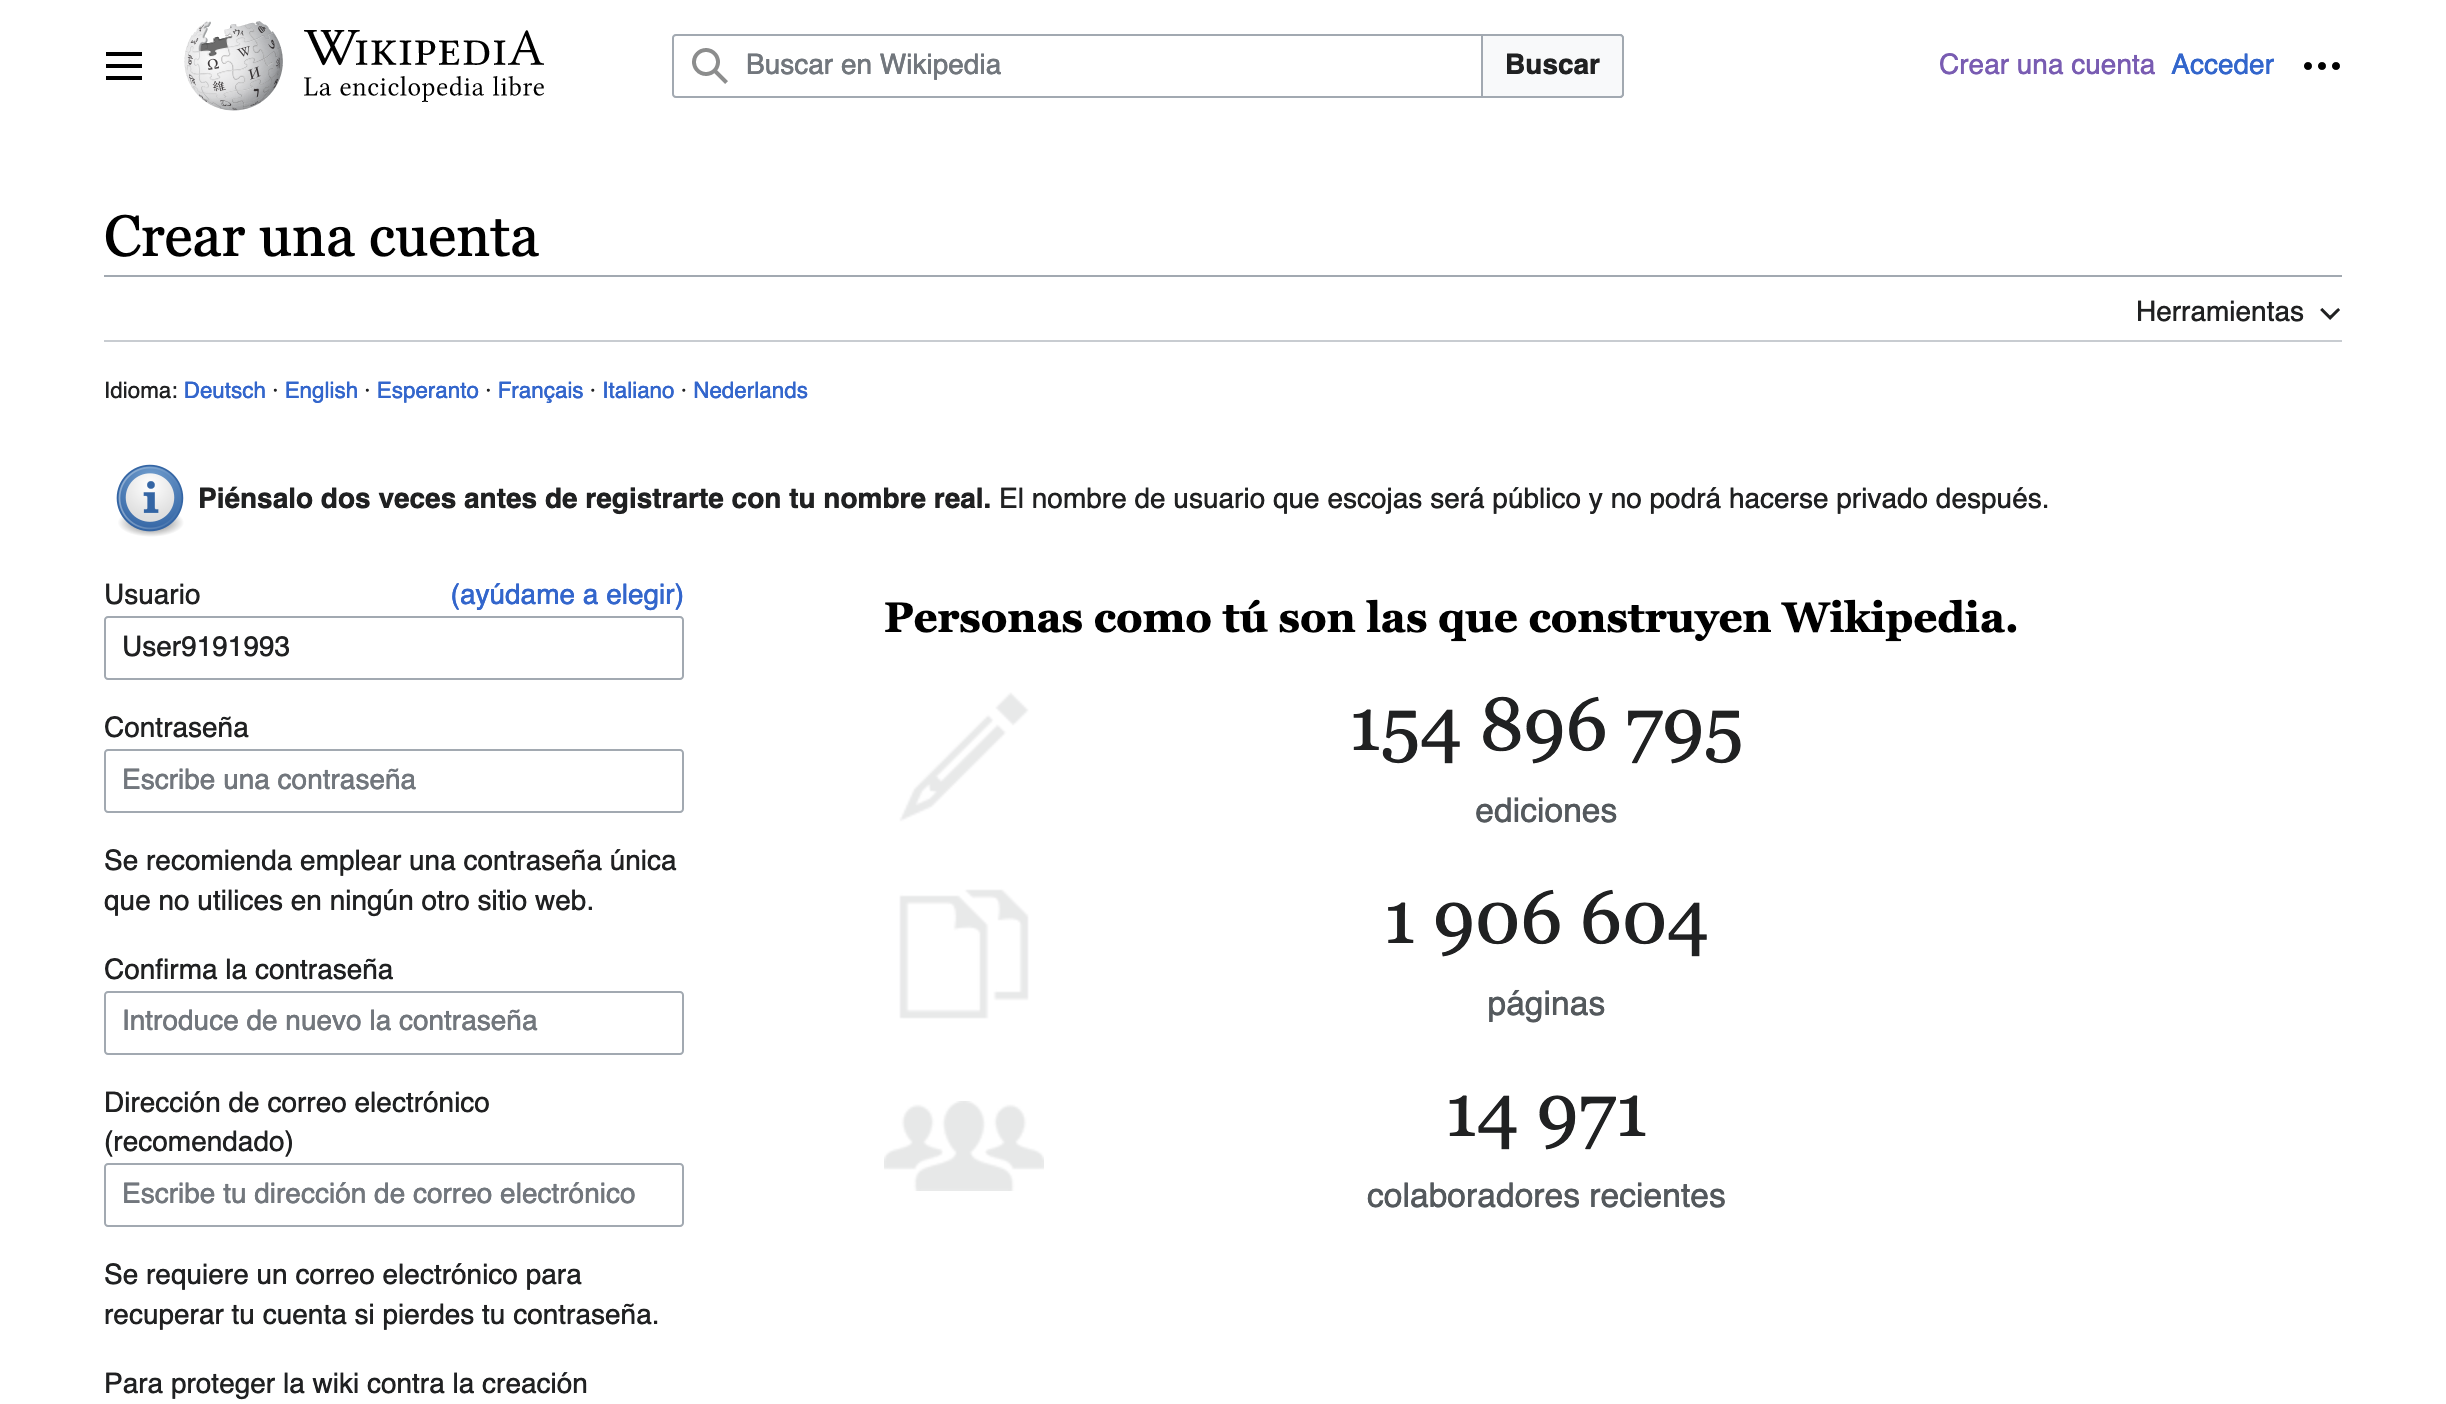 WIKIPEDIA
La enciclopedia libre
Buscar en Wikipedia
Buscar
Crear una cuenta
Acceder
Crear una cuenta
Herramientas
Idioma: Deutsch · English · Esperanto · Français · Italiano · Nederlands
Piénsalo dos veces antes de registrarte con tu nombre real. El nombre de usuario que escojas será público y no podrá hacerse privado después.
Usuario
(ayúdame a elegir)
User9191993
Contraseña
Escribe una contraseña
Se recomienda emplear una contraseña única
que no utilices en ningún otro sitio web.
Confirma la contraseña
Introduce de nuevo la contraseña
Dirección de correo electrónico
(recomendado)
Escribe tu dirección de correo electrónico
Se requiere un correo electrónico para
recuperar tu cuenta si pierdes tu contraseña.
Para proteger la wiki contra la creación
Personas como tú son las que construyen Wikipedia.
154 896 795
ediciones
1 906 604
páginas
14 971
colaboradores recientes